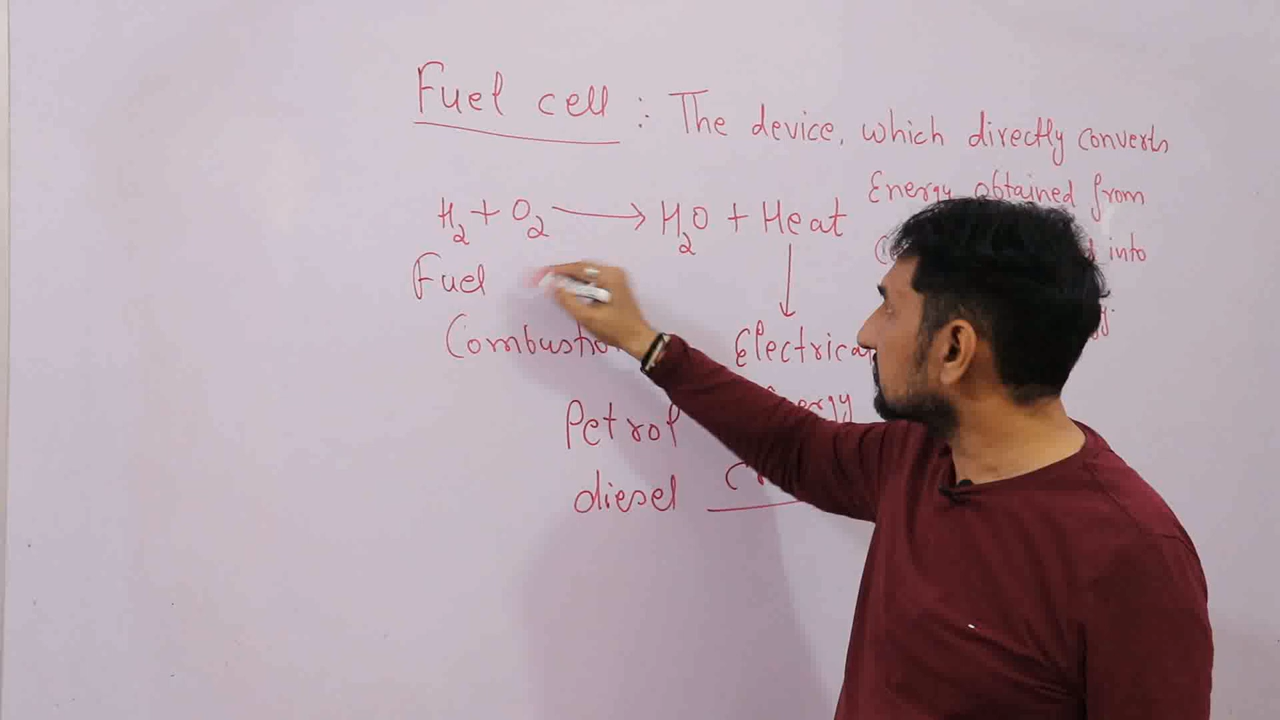 Fuel cell : The device, which directly converts
Energy obtained from
into
H2 + O2 → H2O + Heat
Fuel
Combustion
Electrical
Petrol
diesel